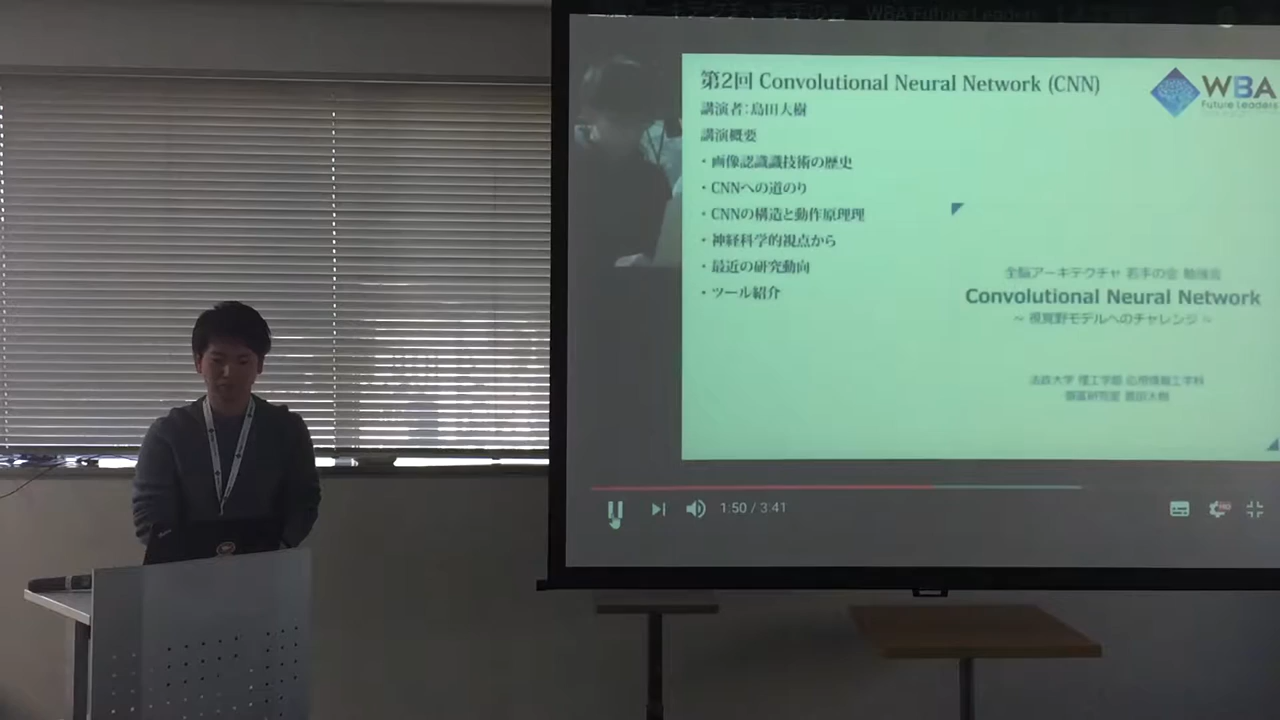 第2回 Convolutional Neural Network (CNN)
講演者：島田大樹
講演概要
・画像認識識技術の歴史
・CNNへの道のり
・CNNの構造と動作原理理
・神経科学的視点から
・最近の研究動向
・ツール紹介
WBA
Future Leaders
全脳アーキテクチャ 若手の会 勉強会
Convolutional Neural Network
～ 視覚野モデルへのチャレンジ ～
法政大学 理工学部 応用情報工学科
1:50 / 3:41